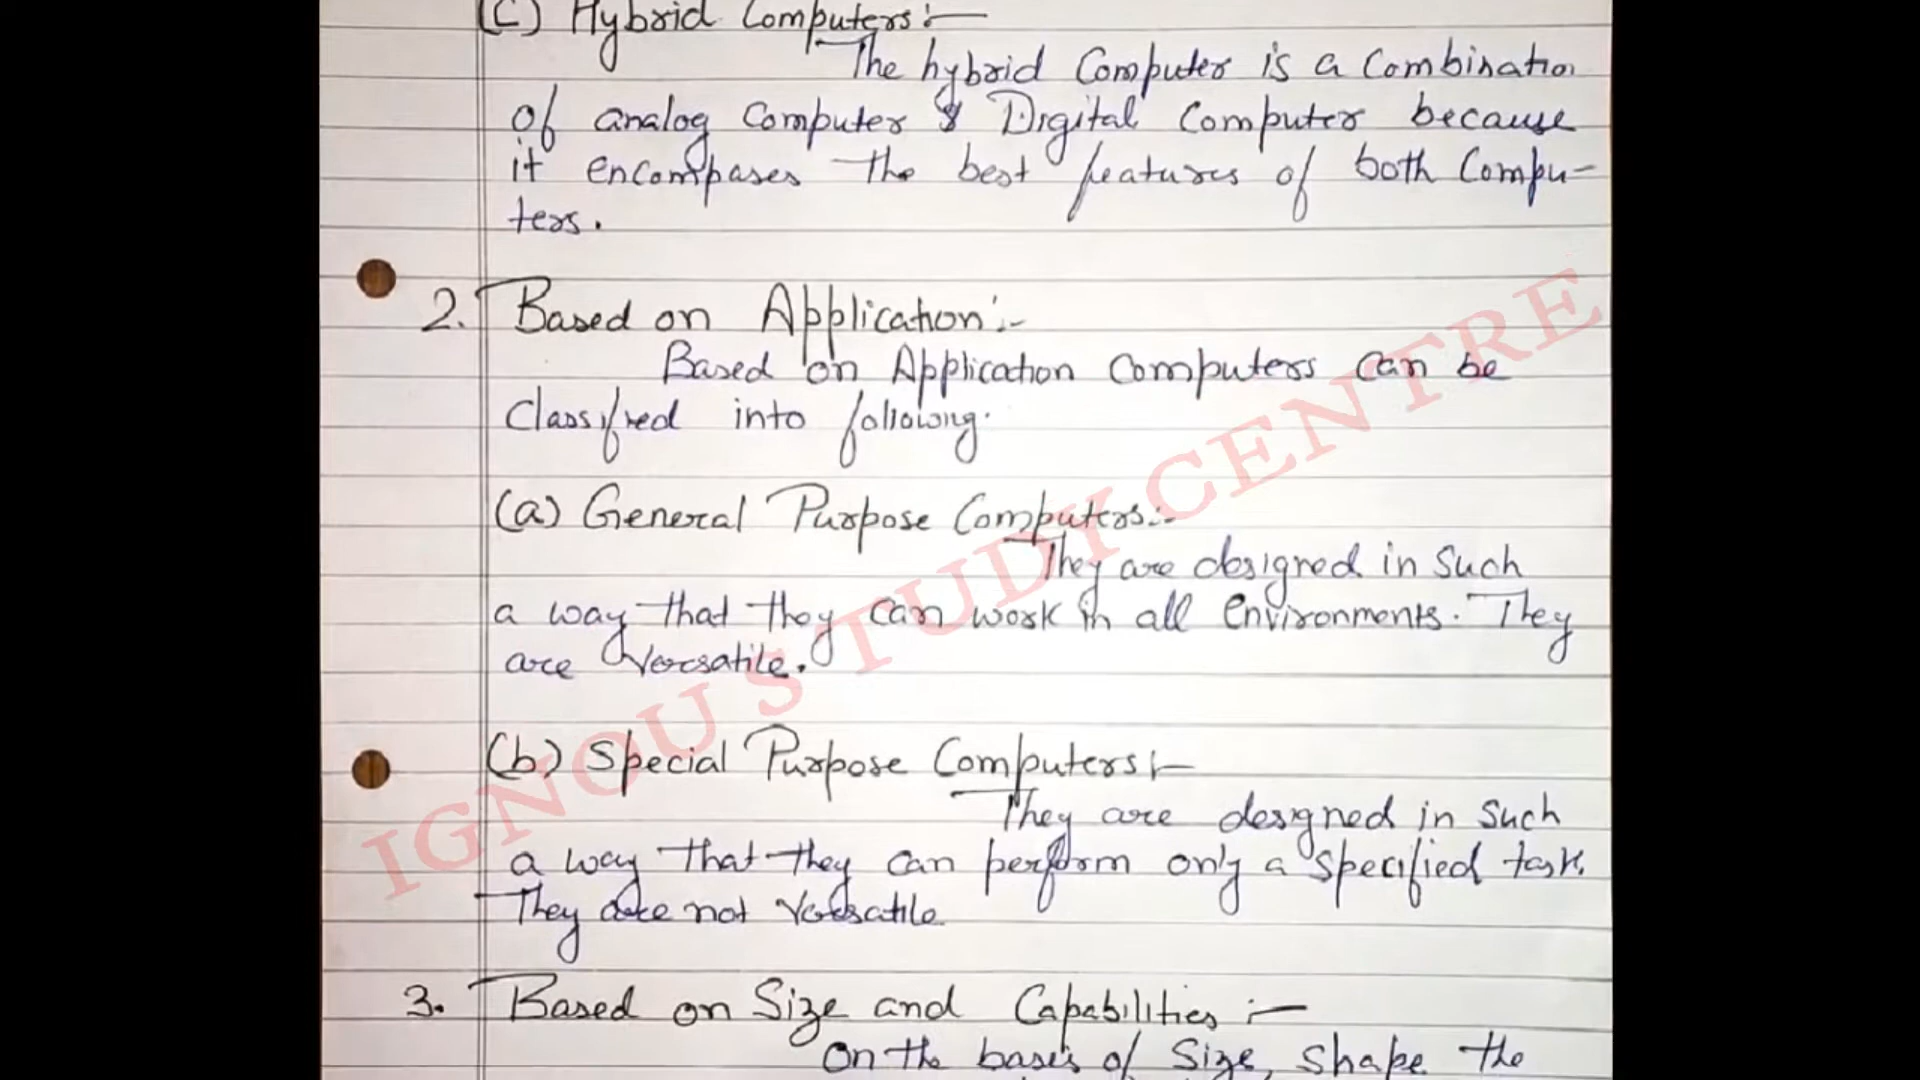 (C) Hybrid Computers:—
The hybrid Computer is a Combination
of analog Computer & Digital Computer because
it encompases the best features of both Compu-
ters.
2. Based on Application:-
Based on Application Computers can be
Classified into following.
(a) General Purpose Computers:-
They are designed in such
a way that they can work in all Environments. They
are Versatile.
(b) Special Purpose Computers:—
They are designed in such
a way that they can perform only a specified task.
They are not Versatile
3. Based on Size and Capabilities:—
On the basis of Size, Shape the
IGNOU STUDY CENTRE